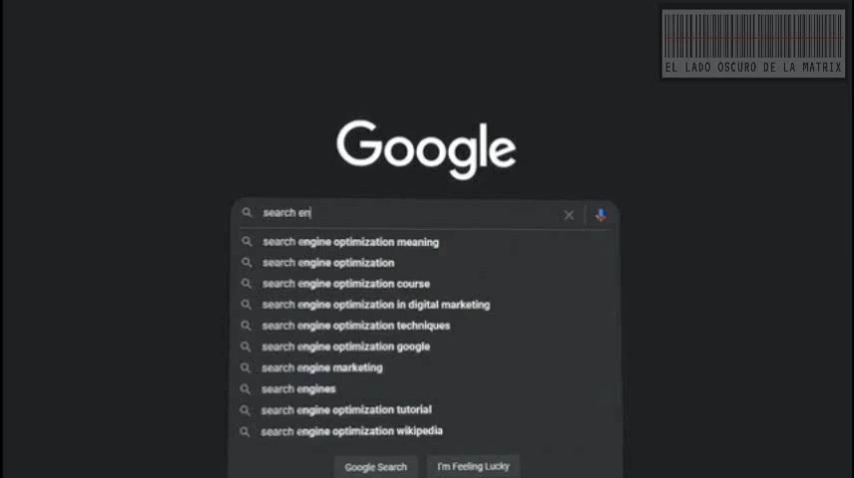 EL LADO OSCURO DE LA MATRIX
Google
search en
search engine optimization meaning
search engine optimization
search engine optimization course
search engine optimization in digital marketing
search engine optimization techniques
search engine optimization google
search engine marketing
search engines
search engine optimization tutorial
search engine optimization wikipedia
Google Search
I'm Feeling Lucky